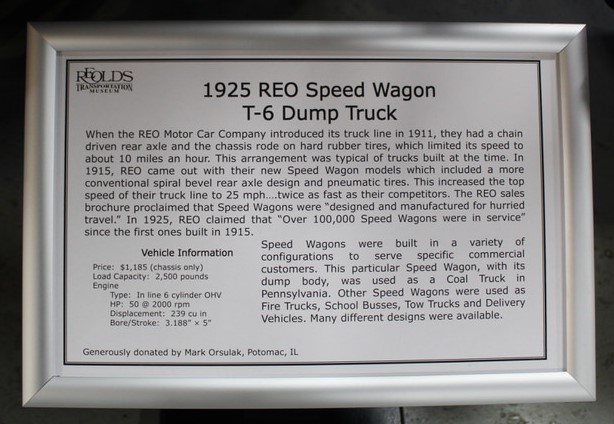 REOLDS
TRANSPORTATION
MUSEUM
1925 REO Speed Wagon
T-6 Dump Truck
When the REO Motor Car Company introduced its truck line in 1911, they had a chain
driven rear axle and the chassis rode on hard rubber tires, which limited its speed to
about 10 miles an hour. This arrangement was typical of trucks built at the time. In
1915, REO came out with their new Speed Wagon models which included a more
conventional spiral bevel rear axle design and pneumatic tires. This increased the top
speed of their truck line to 25 mph....twice as fast as their competitors. The REO sales
brochure proclaimed that Speed Wagons were “designed and manufactured for hurried
travel.” In 1925, REO claimed that “Over 100,000 Speed Wagons were in service”
since the first ones built in 1915.
Vehicle Information
Price: $1,185 (chassis only)
Load Capacity: 2,500 pounds
Engine
Type: In line 6 cylinder OHV
HP: 50 @ 2000 rpm
Displacement: 239 cu in
Bore/Stroke: 3.188” × 5”
Speed Wagons were built in a variety of
configurations to serve specific commercial
customers. This particular Speed Wagon, with its
dump body, was used as a Coal Truck in
Pennsylvania. Other Speed Wagons were used as
Fire Trucks, School Busses, Tow Trucks and Delivery
Vehicles. Many different designs were available.
Generously donated by Mark Orsulak, Potomac, IL